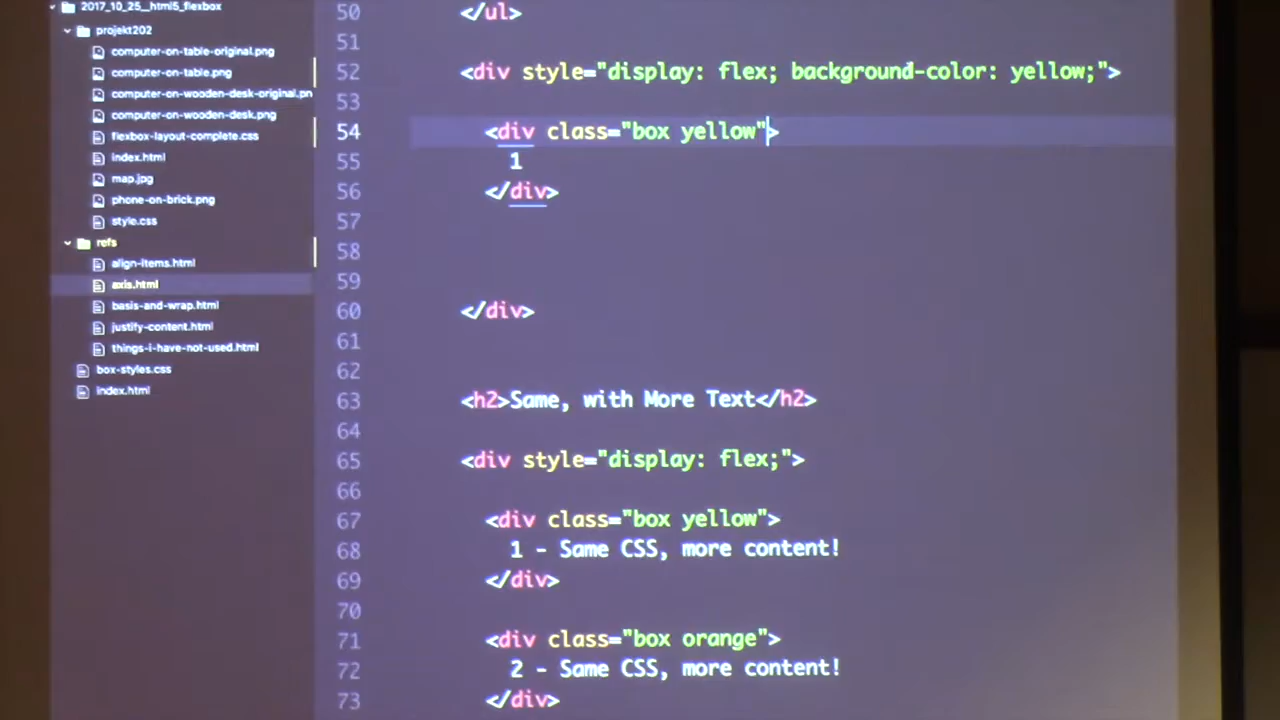 2017_10_25__html5_flexbox
projekt202
computer-on-table-original.png
computer-on-table.png
computer-on-wooden-desk-original.pn
computer-on-wooden-desk.png
flexbox-layout-complete.css
index.html
map.jpg
phone-on-brick.png
style.css
refs
align-items.html
axis.html
basis-and-wrap.html
justify-content.html
things-i-have-not-used.html
box-styles.css
index.html
50 </ul>
51
52 <div style="display: flex; background-color: yellow;">
53
54 <div class="box yellow">
55 1
56 </div>
57
58
59
60 </div>
61
62
63 <h2>Same, with More Text</h2>
64
65 <div style="display: flex;">
66
67 <div class="box yellow">
68 1 - Same CSS, more content!
69 </div>
70
71 <div class="box orange">
72 2 - Same CSS, more content!
73 </div>